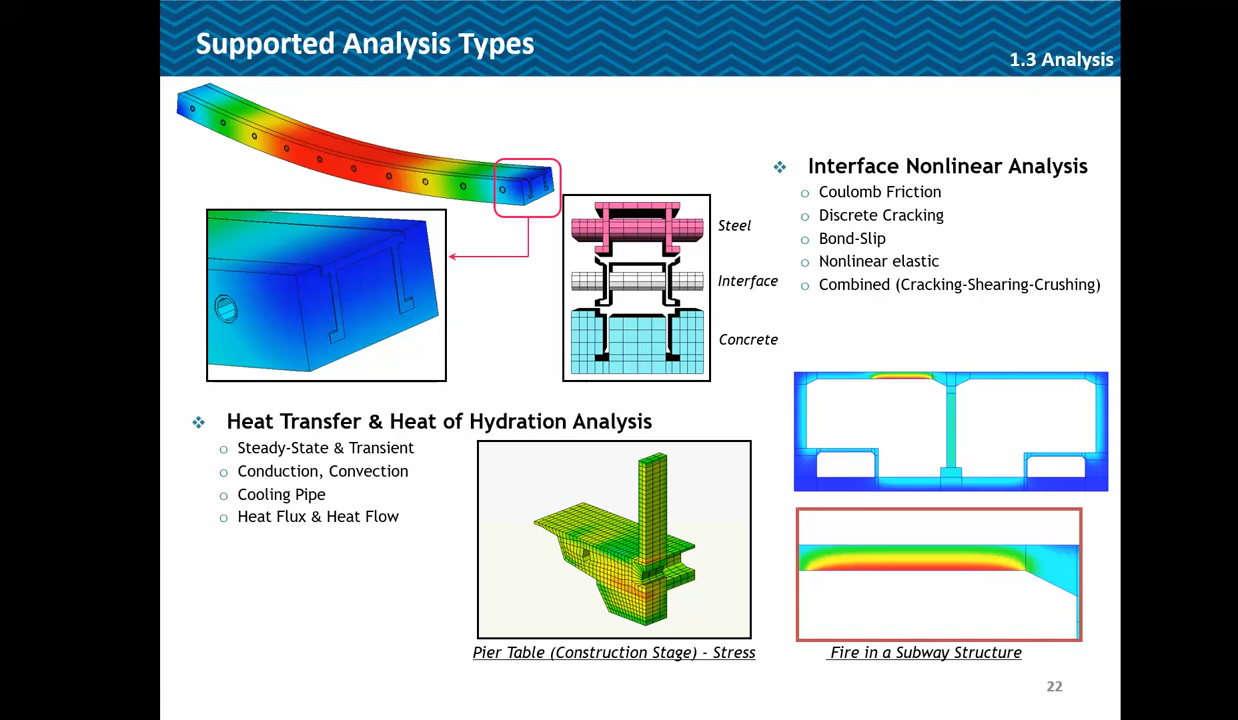 Supported Analysis Types
1.3 Analysis
Interface Nonlinear Analysis
Coulomb Friction
Discrete Cracking
Bond-Slip
Nonlinear elastic
Combined (Cracking-Shearing-Crushing)
Steel
Interface
Concrete
Heat Transfer & Heat of Hydration Analysis
Steady-State & Transient
Conduction, Convection
Cooling Pipe
Heat Flux & Heat Flow
Pier Table (Construction Stage) - Stress
Fire in a Subway Structure
22